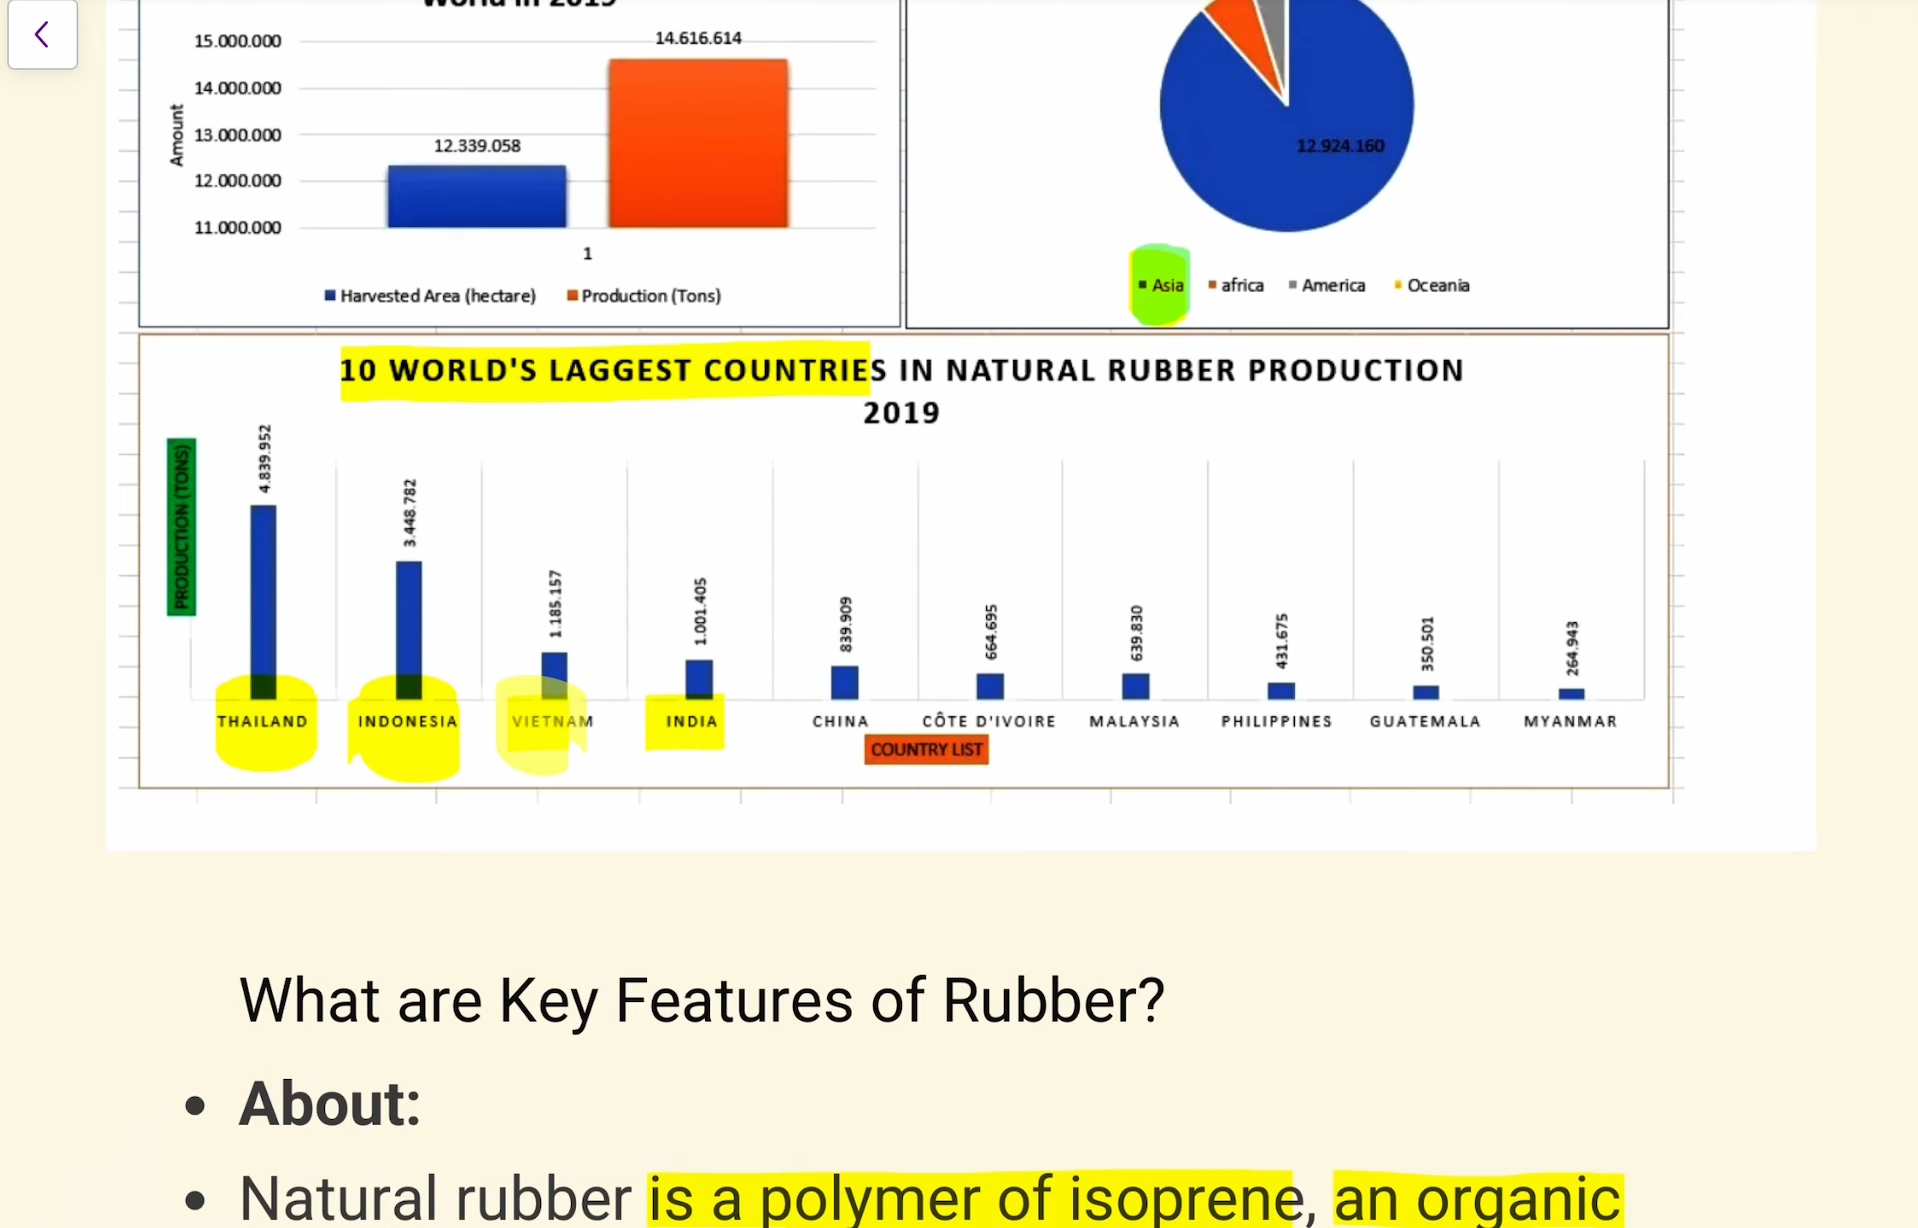 World in 2019
15.000.000
14.000.000
13.000.000
12.000.000
11.000.000
Amount
12.339.058
14.616.614
1
Harvested Area (hectare)
Production (Tons)
12.924.160
Asia
africa
America
Oceania
10 WORLD'S LAGGEST COUNTRIES IN NATURAL RUBBER PRODUCTION
2019
PRODUCTION (TONS)
4.839.952
3.448.782
1.185.157
1.001.405
839.909
664.695
639.830
431.675
350.501
264.943
THAILAND
INDONESIA
VIETNAM
INDIA
CHINA
CÔTE D'IVOIRE
MALAYSIA
PHILIPPINES
GUATEMALA
MYANMAR
COUNTRY LIST
What are Key Features of Rubber?
• About:
• Natural rubber is a polymer of isoprene, an organic